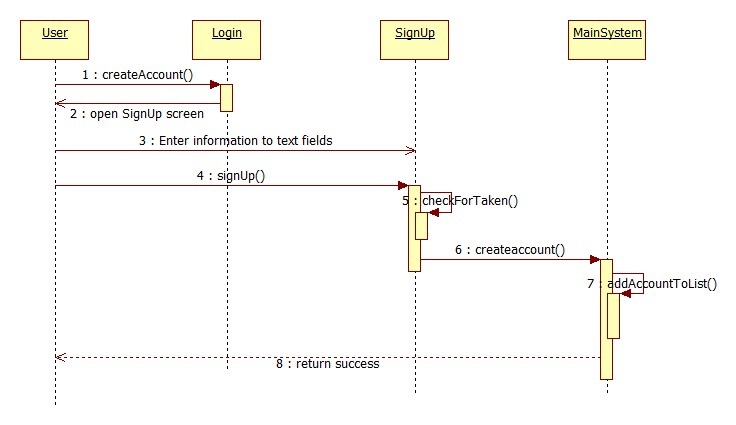 User
Login
SignUp
MainSystem
1 : createAccount()
2 : open SignUp screen
3 : Enter information to text fields
4 : signUp()
5 : checkForTaken()
6 : createaccount()
7 : addAccountToList()
8 : return success